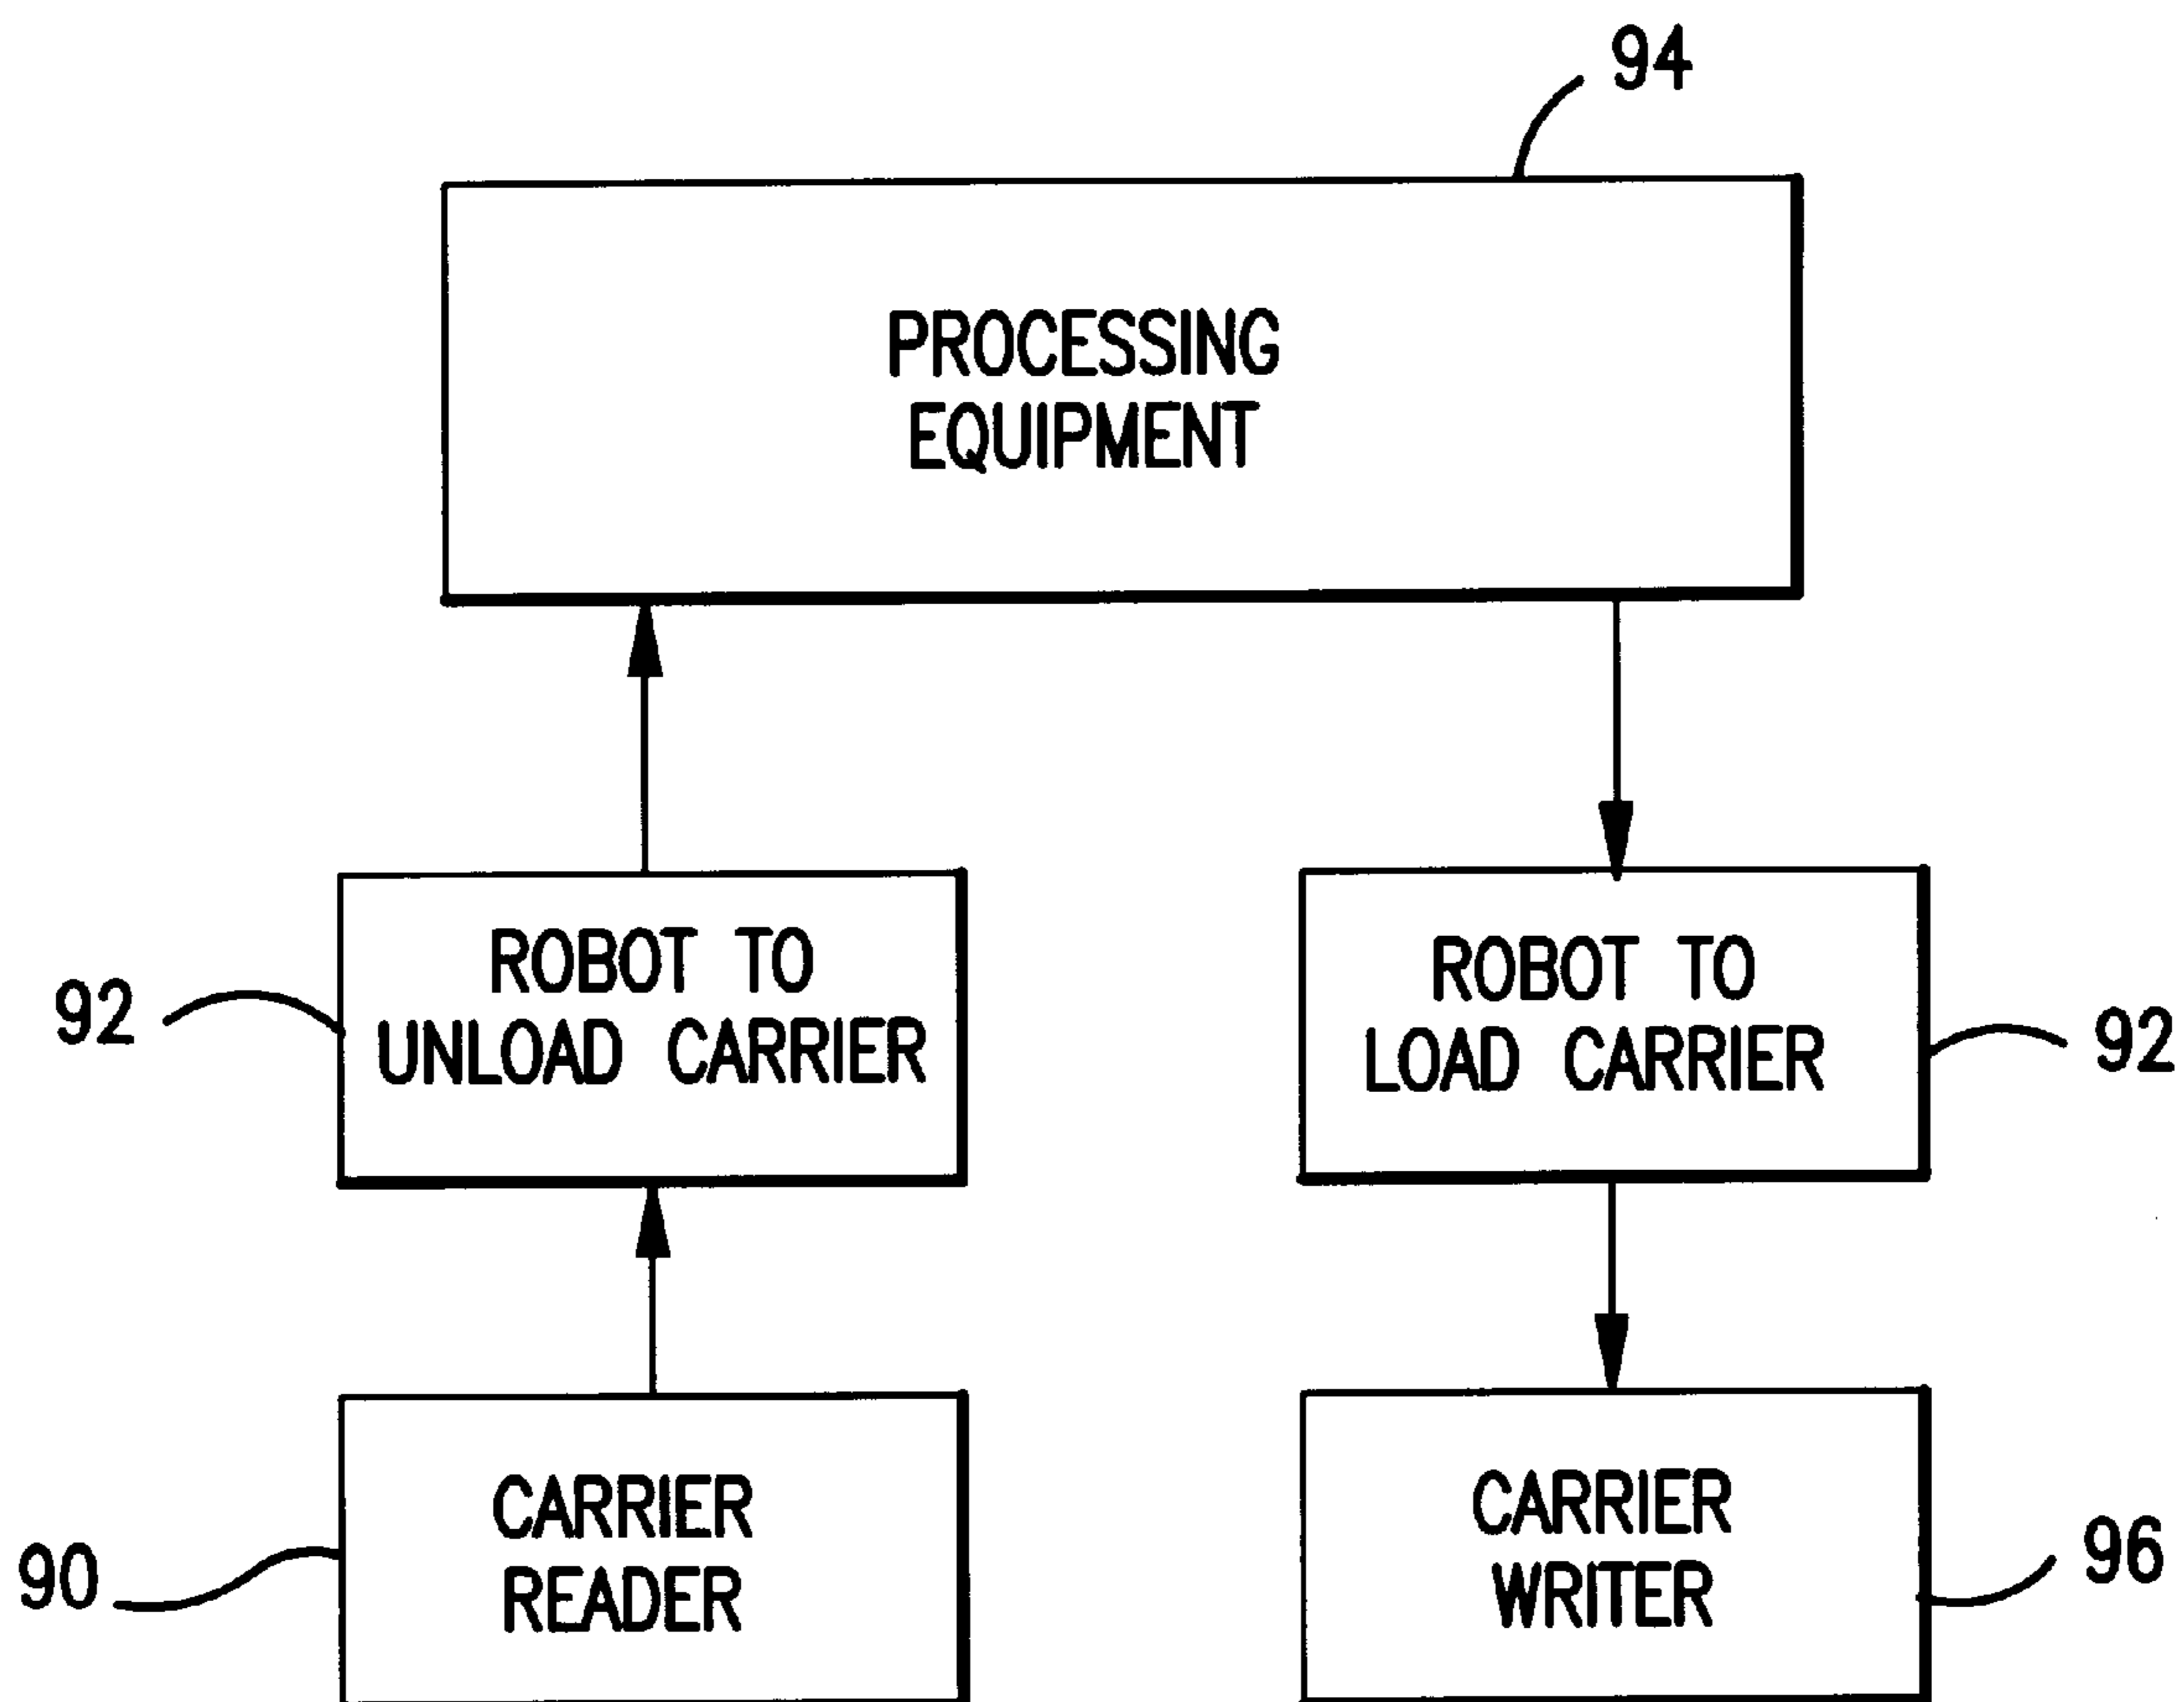 94
PROCESSING
EQUIPMENT
ROBOT TO
UNLOAD CARRIER
92
ROBOT TO
LOAD CARRIER
92
CARRIER
READER
90
CARRIER
WRITER
96